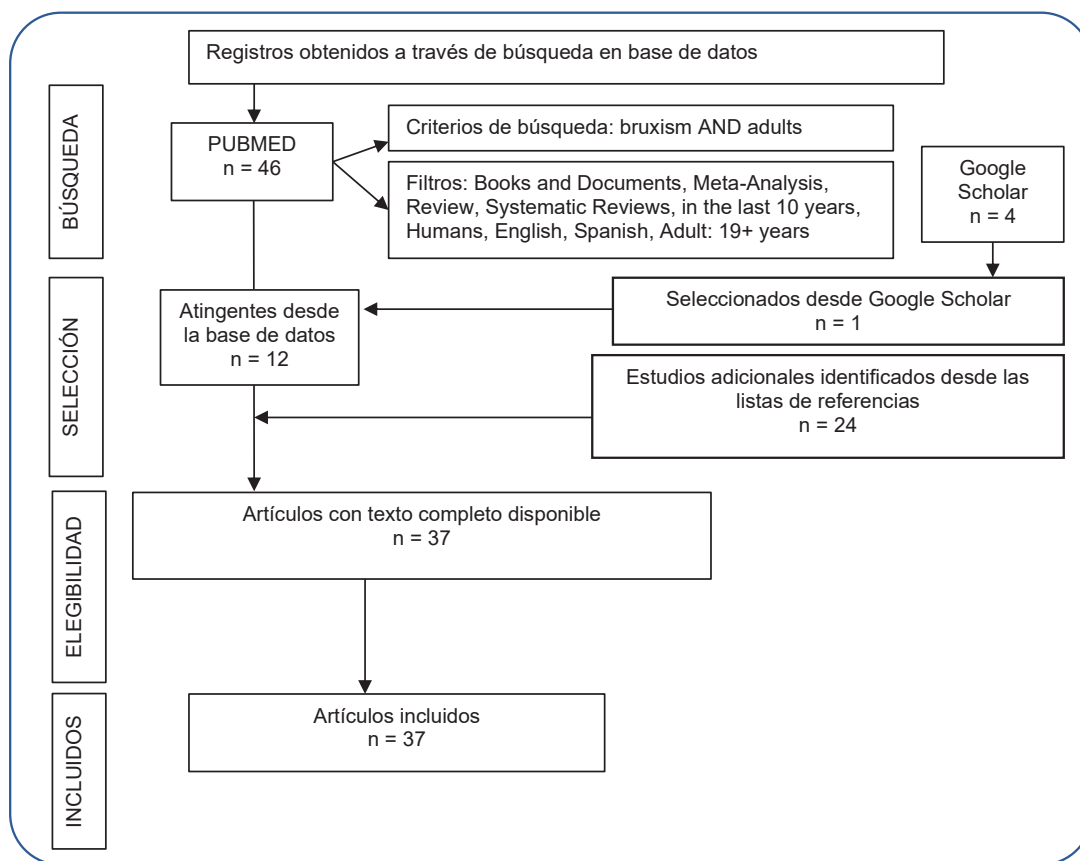 Registros obtenidos a través de búsqueda en base de datos
BÚSQUEDA
PUBMED
n = 46
Criterios de búsqueda: bruxism AND adults
Filtros: Books and Documents, Meta-Analysis,
Review, Systematic Reviews, in the last 10 years,
Humans, English, Spanish, Adult: 19+ years
Google
Scholar
n = 4
SELECCIÓN
Atingentes desde
la base de datos
n = 12
Seleccionados desde Google Scholar
n = 1
Estudios adicionales identificados desde las
listas de referencias
n = 24
ELEGIBILIDAD
Artículos con texto completo disponible
n = 37
INCLUIDOS
Artículos incluidos
n = 37